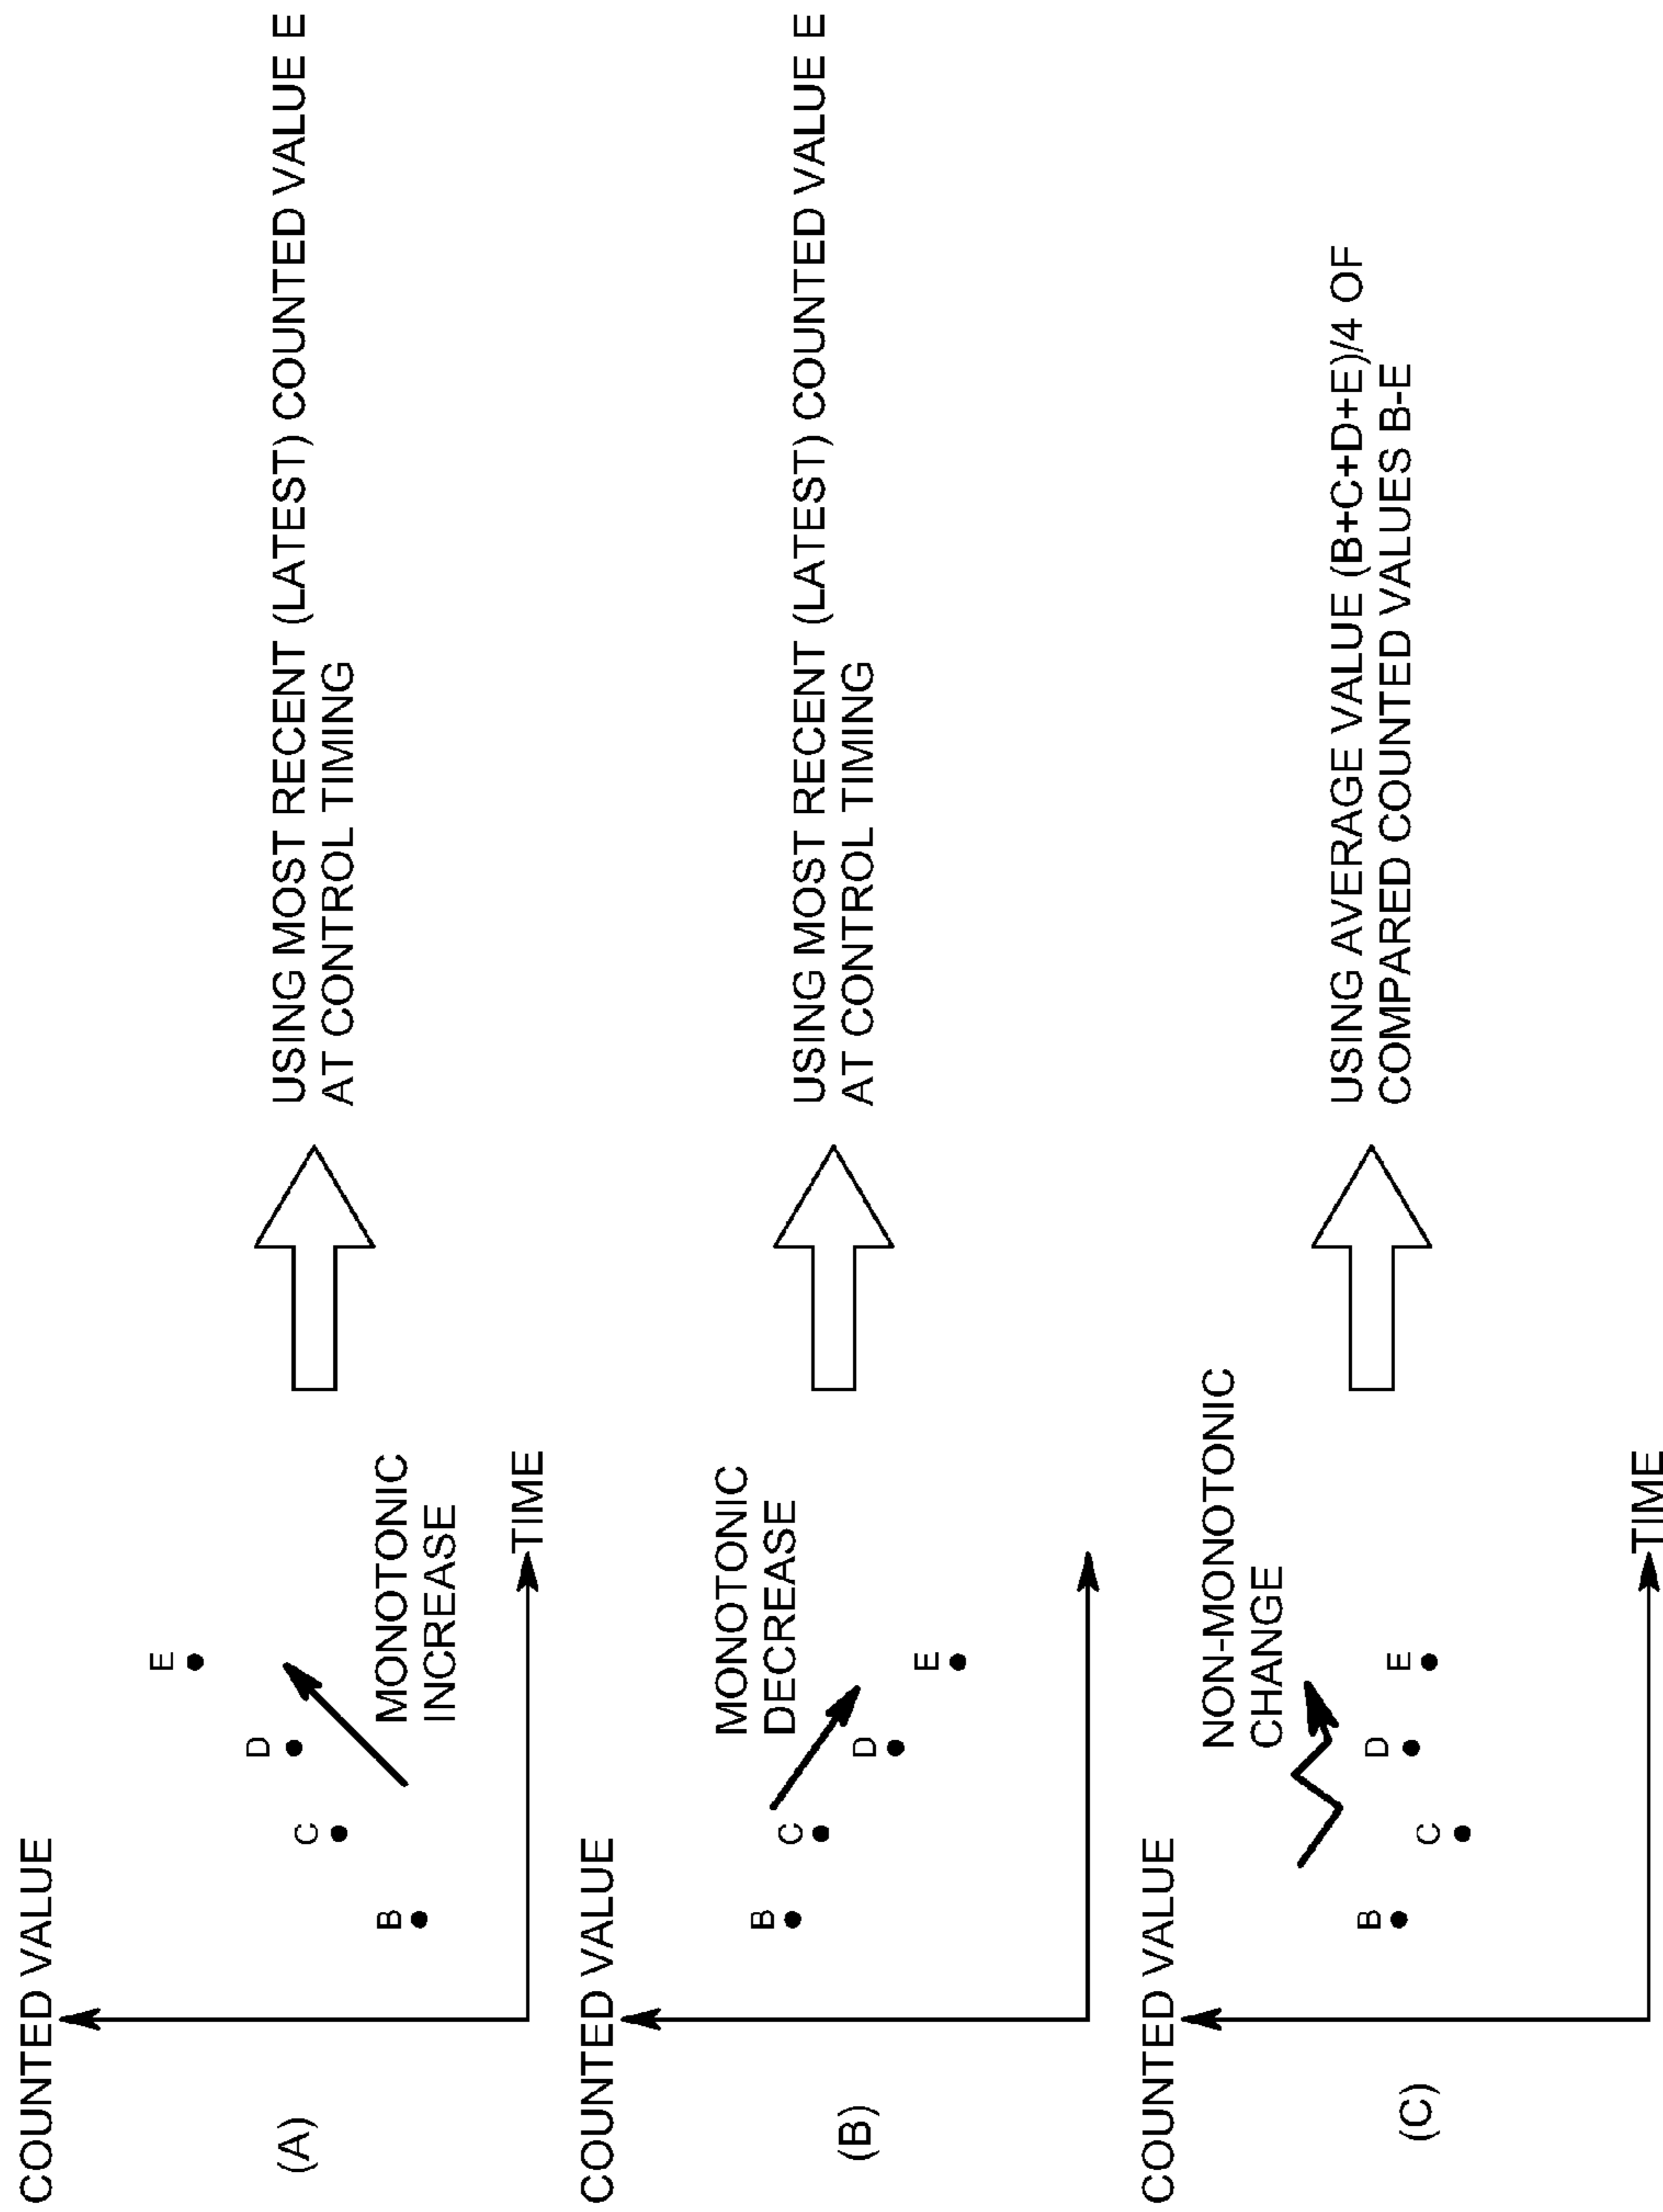 (A)
COUNTED VALUE
B
C
D
E
MONOTONIC
INCREASE
TIME
USING MOST RECENT (LATEST) COUNTED VALUE E
AT CONTROL TIMING
(B)
COUNTED VALUE
B
C
D
E
MONOTONIC
DECREASE
USING MOST RECENT (LATEST) COUNTED VALUE E
AT CONTROL TIMING
(C)
COUNTED VALUE
B
C
D
E
NON-MONOTONIC
CHANGE
TIME
USING AVERAGE VALUE (B+C+D+E)/4 OF
COMPARED COUNTED VALUES B-E